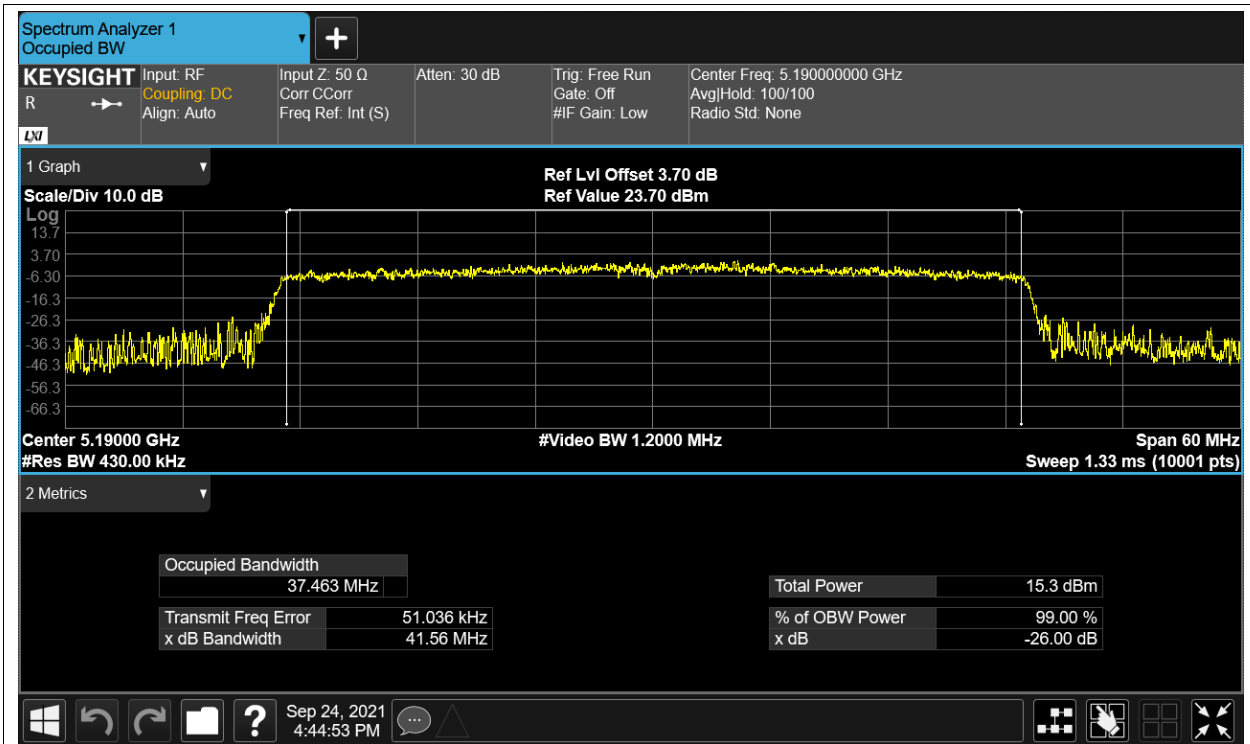 Spectrum Analyzer 1
Occupied BW
KEYSIGHT
R
LXI
Input: RF
Coupling: DC
Align: Auto
Input Z: 50 Ω
Corr CCorr
Freq Ref: Int (S)
Atten: 30 dB
Trig: Free Run
Gate: Off
#IF Gain: Low
Center Freq: 5.190000000 GHz
Avg|Hold: 100/100
Radio Std: None
1 Graph
Scale/Div 10.0 dB
Ref Lvl Offset 3.70 dB
Ref Value 23.70 dBm
Log
13.7
3.70
-6.30
-16.3
-26.3
-36.3
-46.3
-56.3
-66.3
Center 5.19000 GHz
#Res BW 430.00 kHz
#Video BW 1.2000 MHz
Span 60 MHz
Sweep 1.33 ms (10001 pts)
2 Metrics
Occupied Bandwidth
37.463 MHz
Transmit Freq Error 51.036 kHz
x dB Bandwidth 41.56 MHz
Total Power 15.3 dBm
% of OBW Power 99.00 %
x dB -26.00 dB
Sep 24, 2021
4:44:53 PM